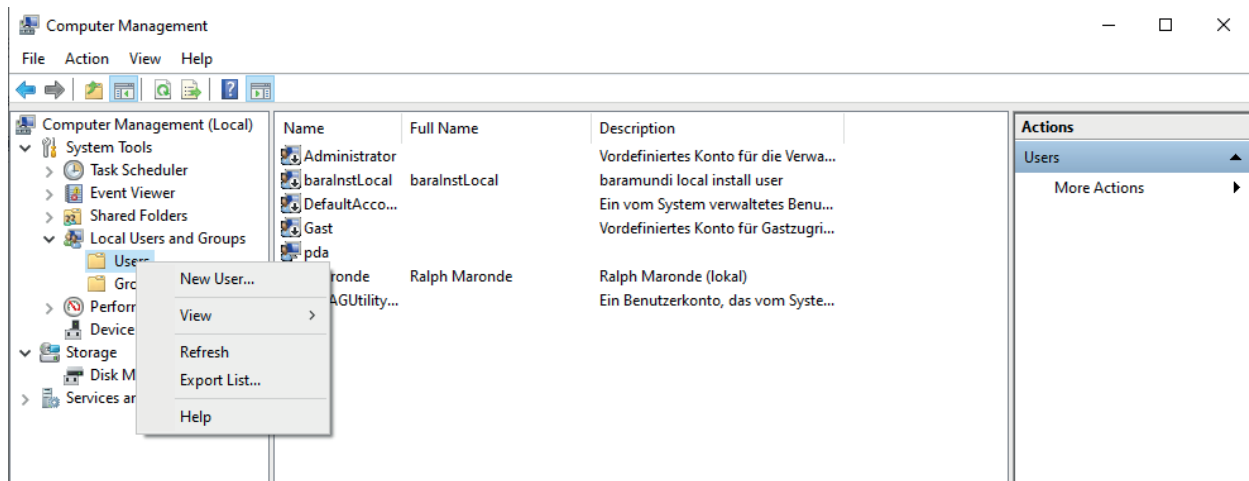 Computer Management
File Action View Help
Computer Management (Local)
System Tools
Task Scheduler
Event Viewer
Shared Folders
Local Users and Groups
Users
Gro
Perfor
Device
Storage
Disk M
Services an
New User...
View
Refresh
Export List...
Help
Name Full Name Description
Administrator Vordefiniertes Konto für die Verwa...
baraInstLocal baraInstLocal baramundi local install user
DefaultAcco... Ein vom System verwaltetes Benu...
Gast Vordefiniertes Konto für Gastzugri...
pda
ronde Ralph Maronde Ralph Maronde (lokal)
AGUtility... Ein Benutzerkonto, das vom Syste...
Actions
Users
More Actions